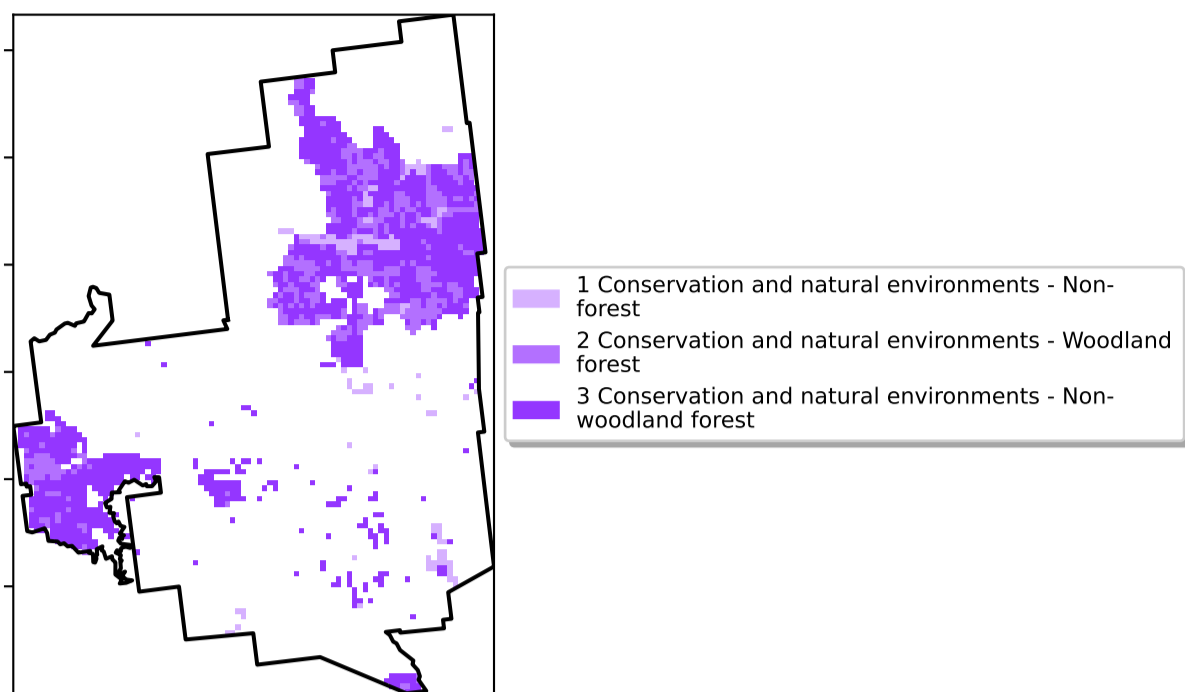 1 Conservation and natural environments - Non-
forest
2 Conservation and natural environments - Woodland
forest
3 Conservation and natural environments - Non-
woodland forest